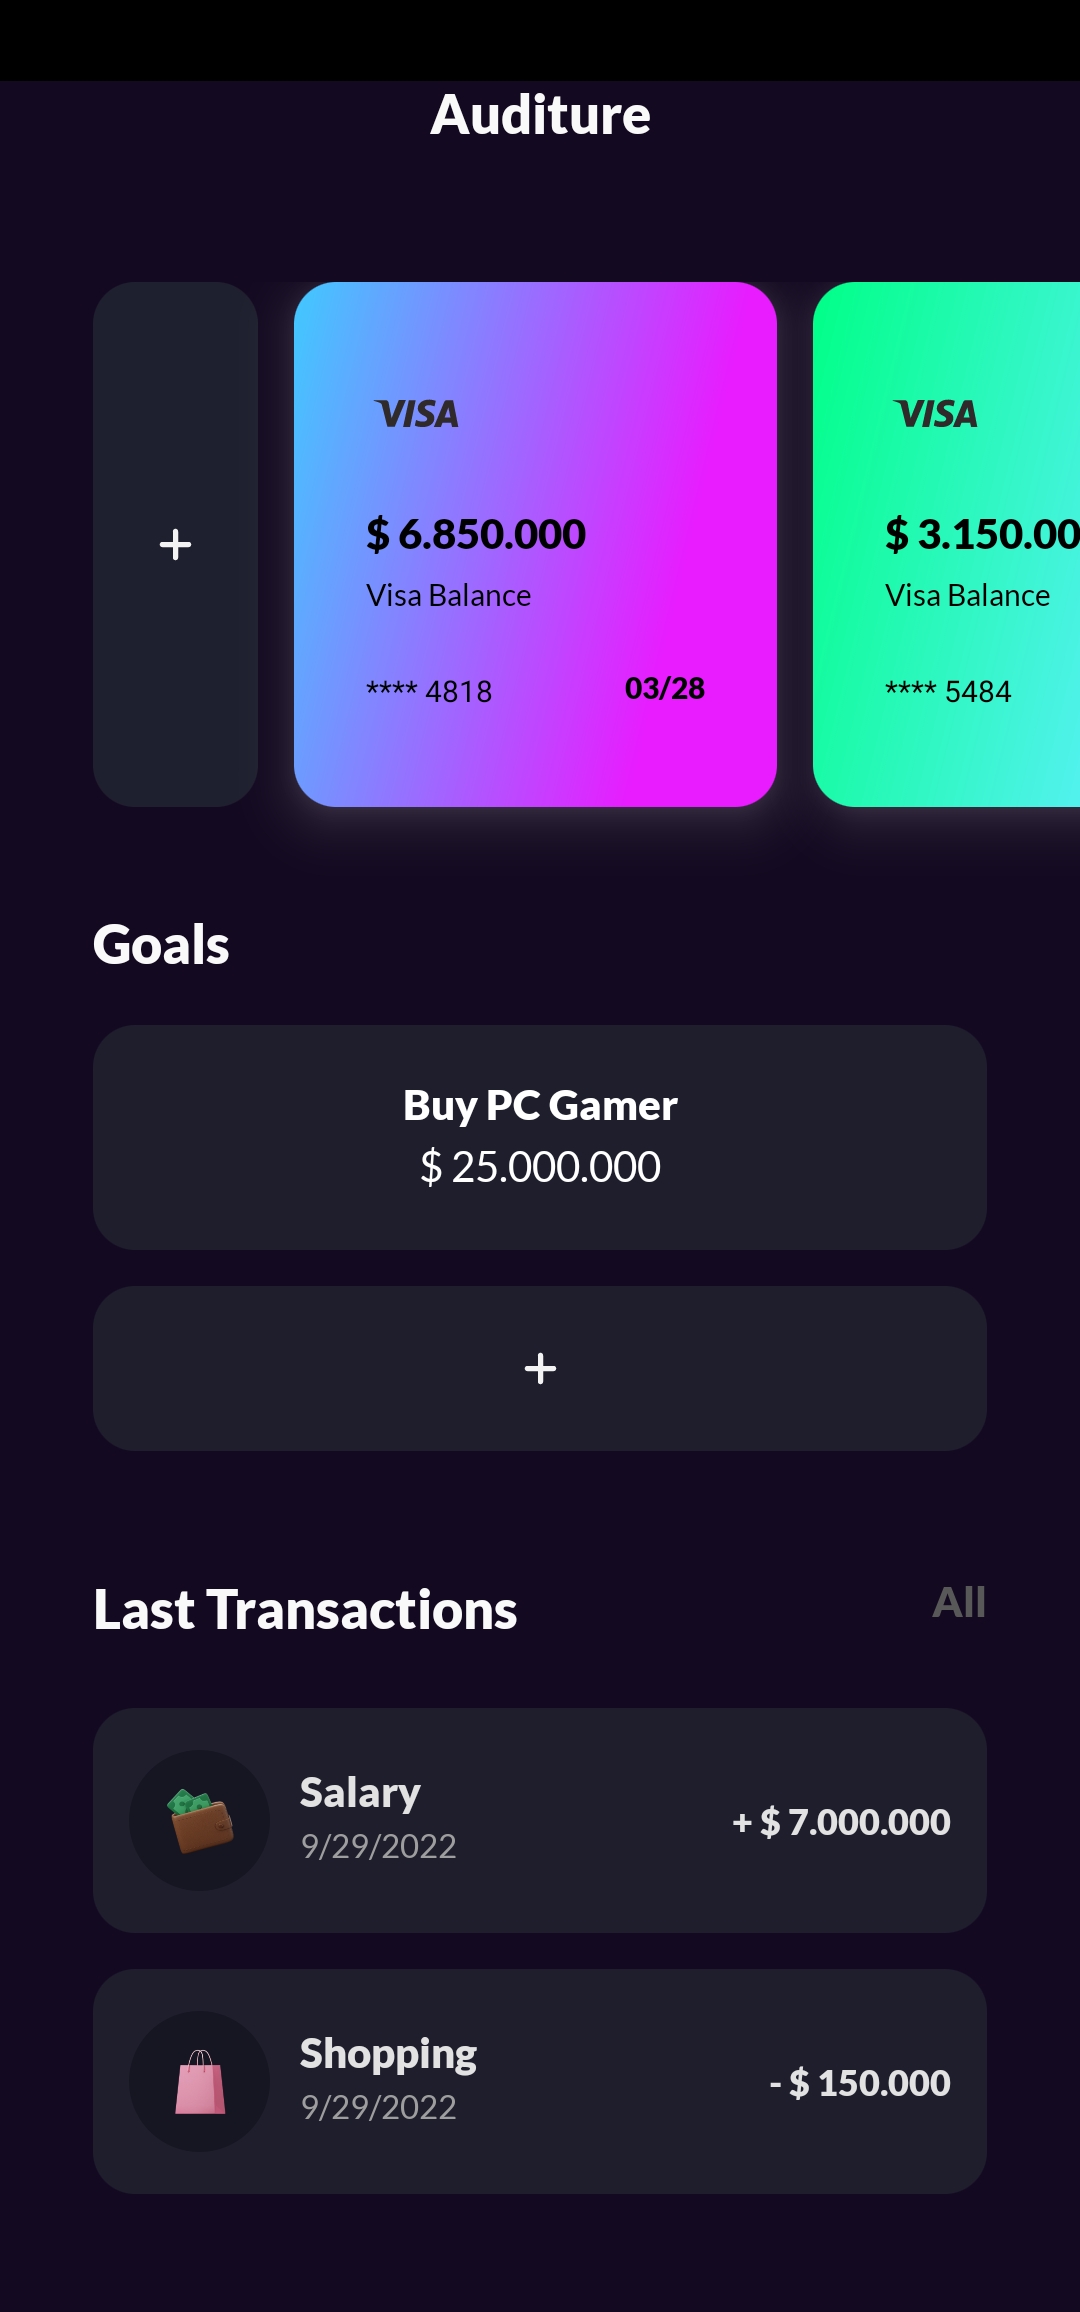 Auditure
VISA
$ 6.850.000
Visa Balance
**** 4818
03/28
VISA
$ 3.150.00
Visa Balance
**** 5484
Goals
Buy PC Gamer
$ 25.000.000
+
Last Transactions
All
Salary
9/29/2022
+ $ 7.000.000
Shopping
9/29/2022
- $ 150.000